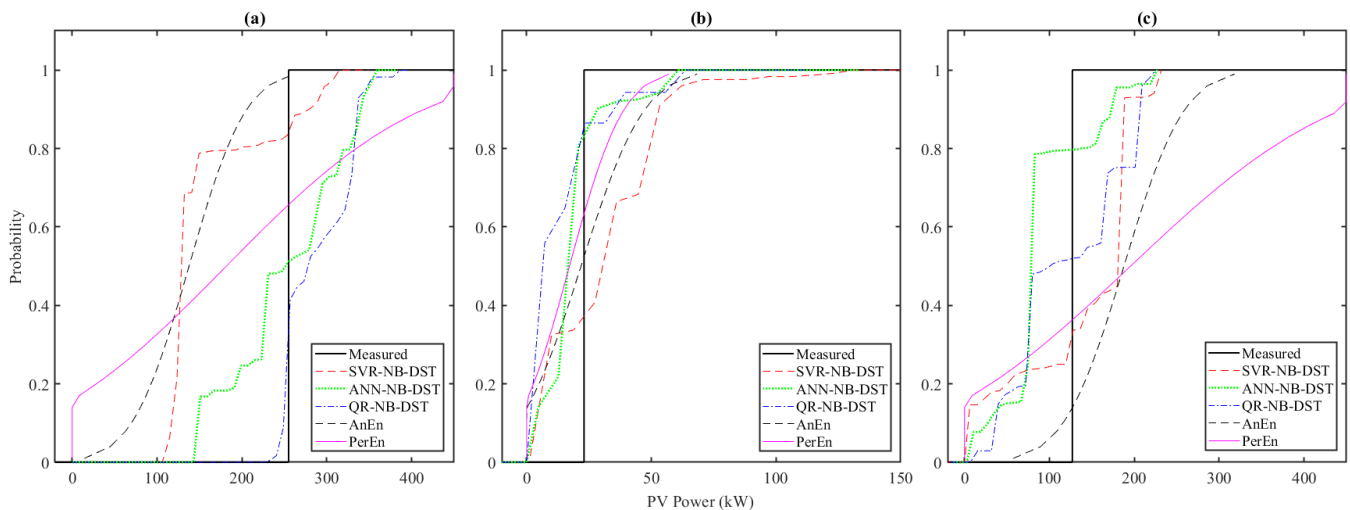 (a)
(b)
(c)
Probability
1
0.8
0.6
0.4
0.2
0
0 100 200 300 400
Measured
SVR-NB-DST
ANN-NB-DST
QR-NB-DST
AnEn
PerEn
1
0.8
0.6
0.4
0.2
0
0 50 100 150
Measured
SVR-NB-DST
ANN-NB-DST
QR-NB-DST
AnEn
PerEn
1
0.8
0.6
0.4
0.2
0
0 100 200 300 400
Measured
SVR-NB-DST
ANN-NB-DST
QR-NB-DST
AnEn
PerEn
PV Power (kW)